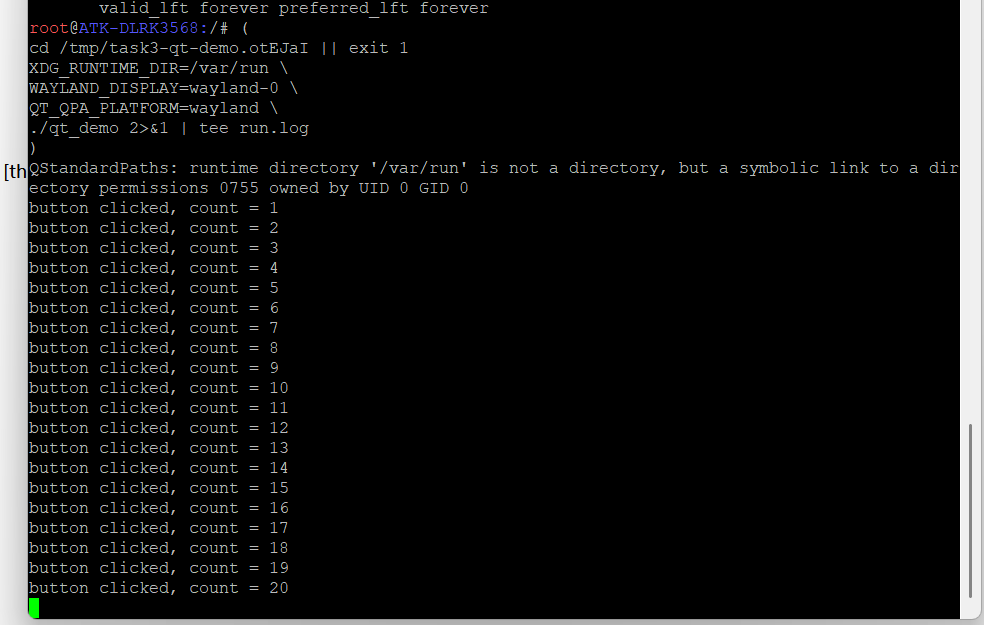 valid_lft forever preferred_lft forever
root@ATK-DLRK3568:/# (
cd /tmp/task3-qt-demo.otEJaI || exit 1
XDG_RUNTIME_DIR=/var/run \
WAYLAND_DISPLAY=wayland-0 \
QT_QPA_PLATFORM=wayland \
./qt_demo 2>&1 | tee run.log
)
[th
QStandardPaths: runtime directory '/var/run' is not a directory, but a symbolic link to a dir
ectory permissions 0755 owned by UID 0 GID 0
button clicked, count = 1
button clicked, count = 2
button clicked, count = 3
button clicked, count = 4
button clicked, count = 5
button clicked, count = 6
button clicked, count = 7
button clicked, count = 8
button clicked, count = 9
button clicked, count = 10
button clicked, count = 11
button clicked, count = 12
button clicked, count = 13
button clicked, count = 14
button clicked, count = 15
button clicked, count = 16
button clicked, count = 17
button clicked, count = 18
button clicked, count = 19
button clicked, count = 20